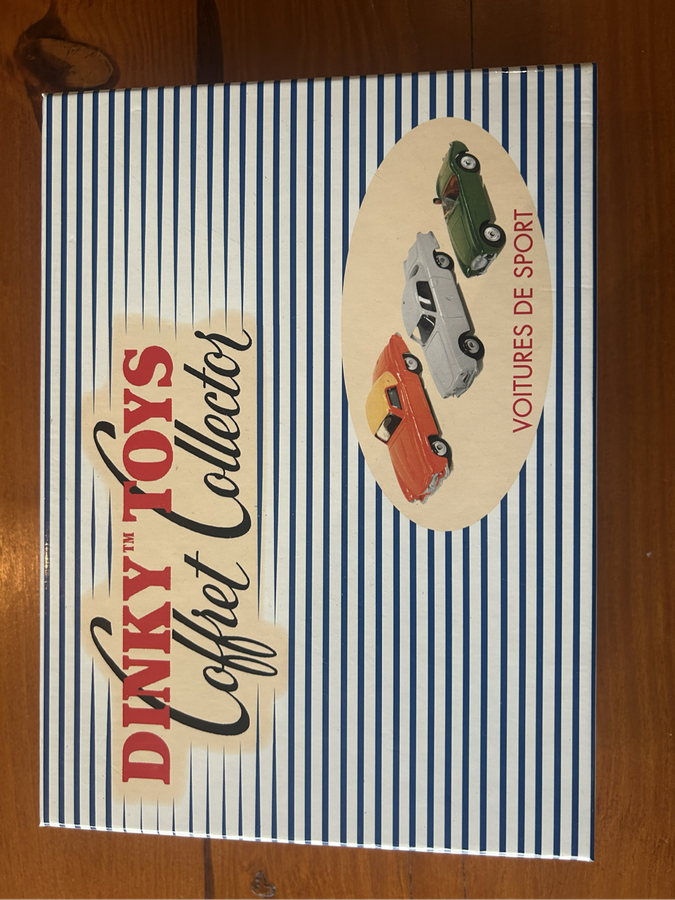 DINKY™ TOYS
Coffret Collector
VOITURES DE SPORT